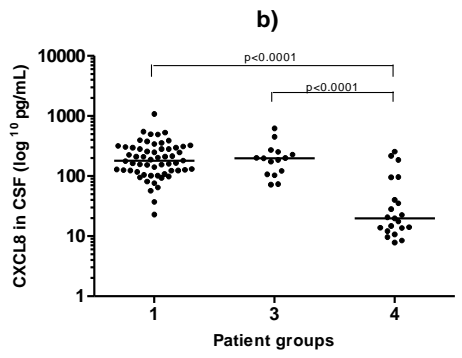 b)
p<0.0001
p<0.0001
CXCL8 in CSF (log 10 pg/mL)
10000
1000
100
10
1
1 3 4
Patient groups